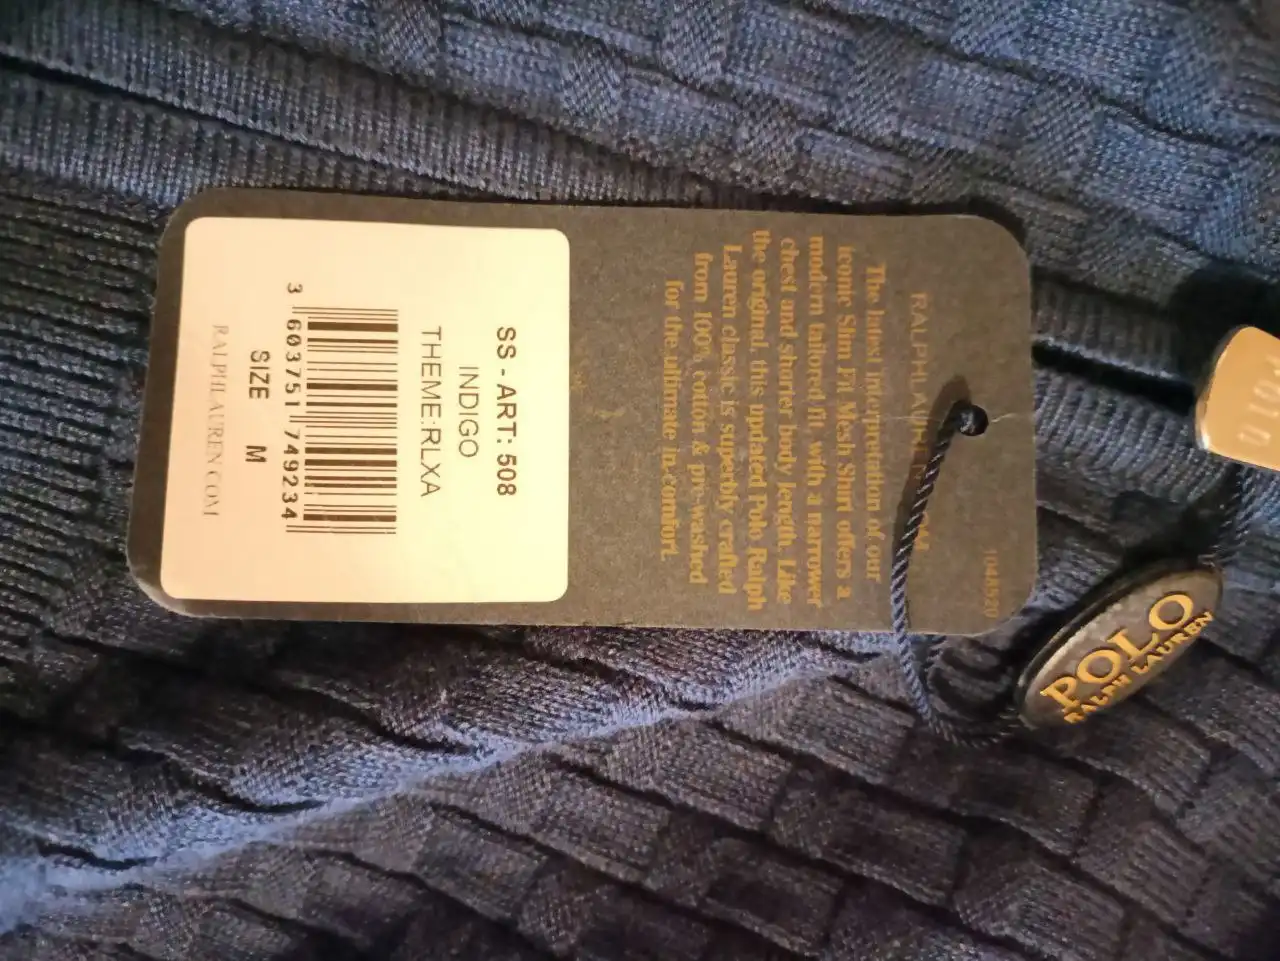 RALPHLAUREN.COM
The latest interpretation of our
iconic Slim Fit Mesh Shirt offers a
modern tailored fit, with a narrower
chest and shorter body length. Like
the original, this updated Polo Ralph
Lauren classic is superbly crafted
from 100% cotton & pre-washed
for the ultimate in comfort.
SS - ART: 508
INDIGO
THEME:RLXA
3 603751 749234
SIZE M
RALPHLAUREN.COM
POLO
RALPH LAUREN